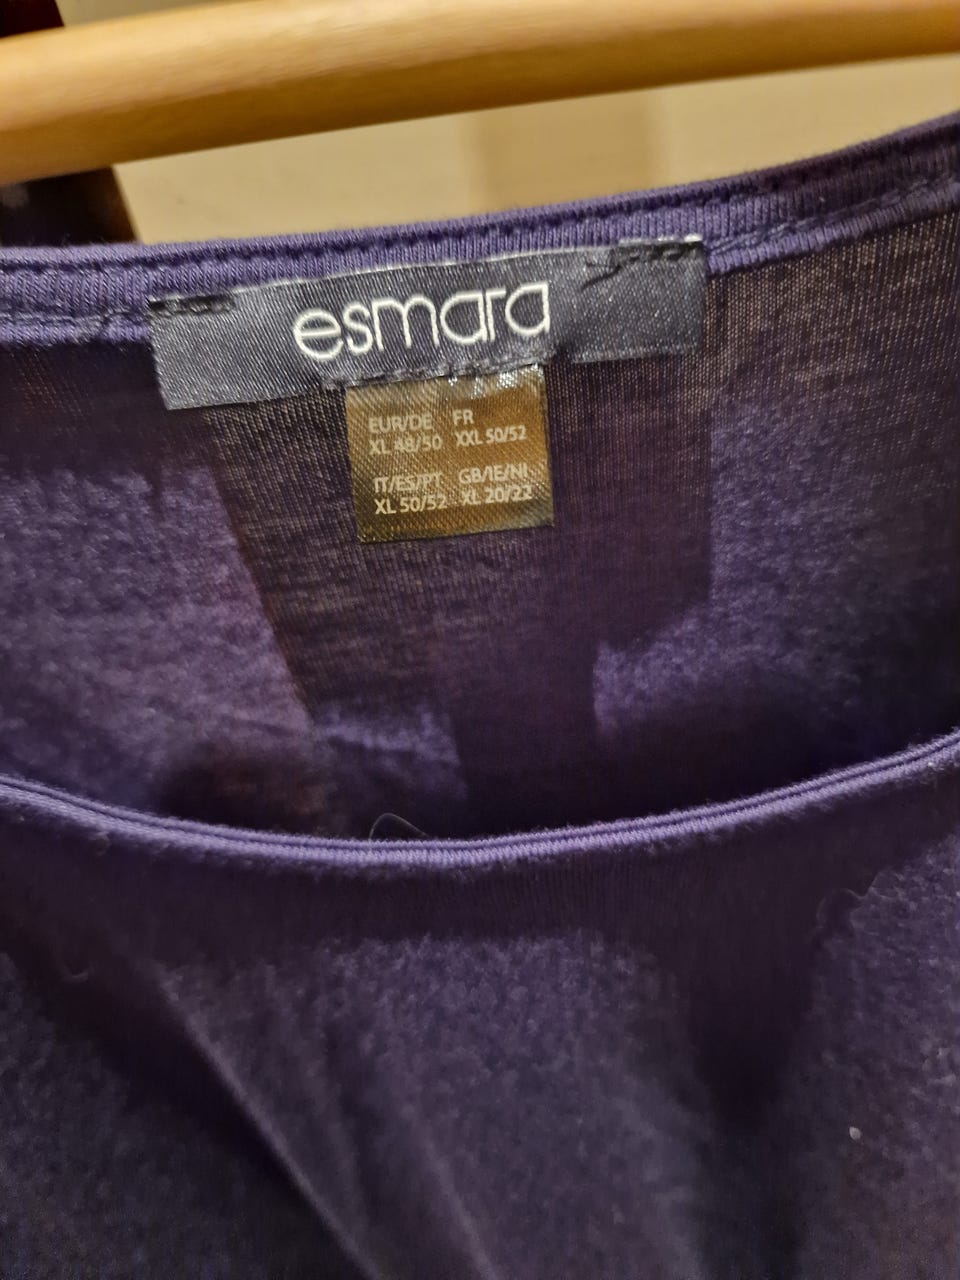 esmara
EUR/DE FR
XL 48/50 XXL 50/52
IT/ES/PT GB/IE/NI
XL 50/52 XL 20/22